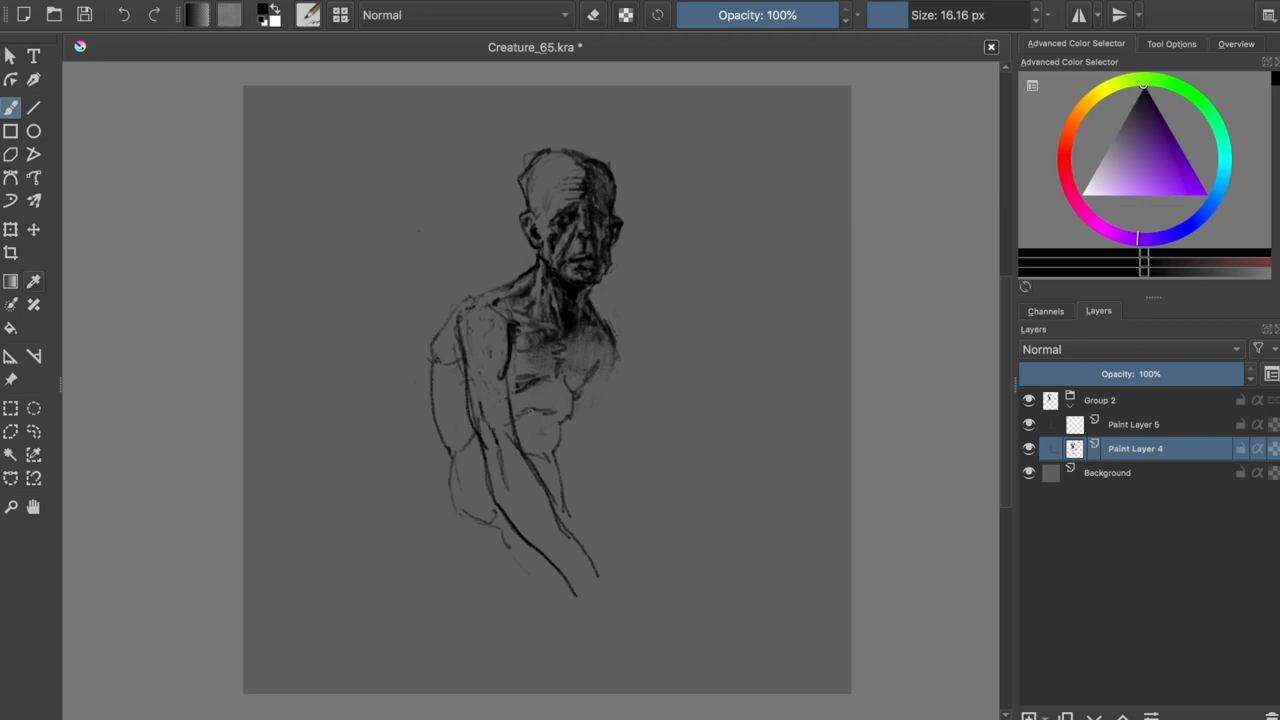 Normal
Opacity: 100%
Size: 16.16 px
Creature_65.kra *
Advanced Color Selector
Tool Options
Overview
Advanced Color Selector
Channels
Layers
Layers
Normal
Opacity: 100%
Group 2
Paint Layer 5
Paint Layer 4
Background